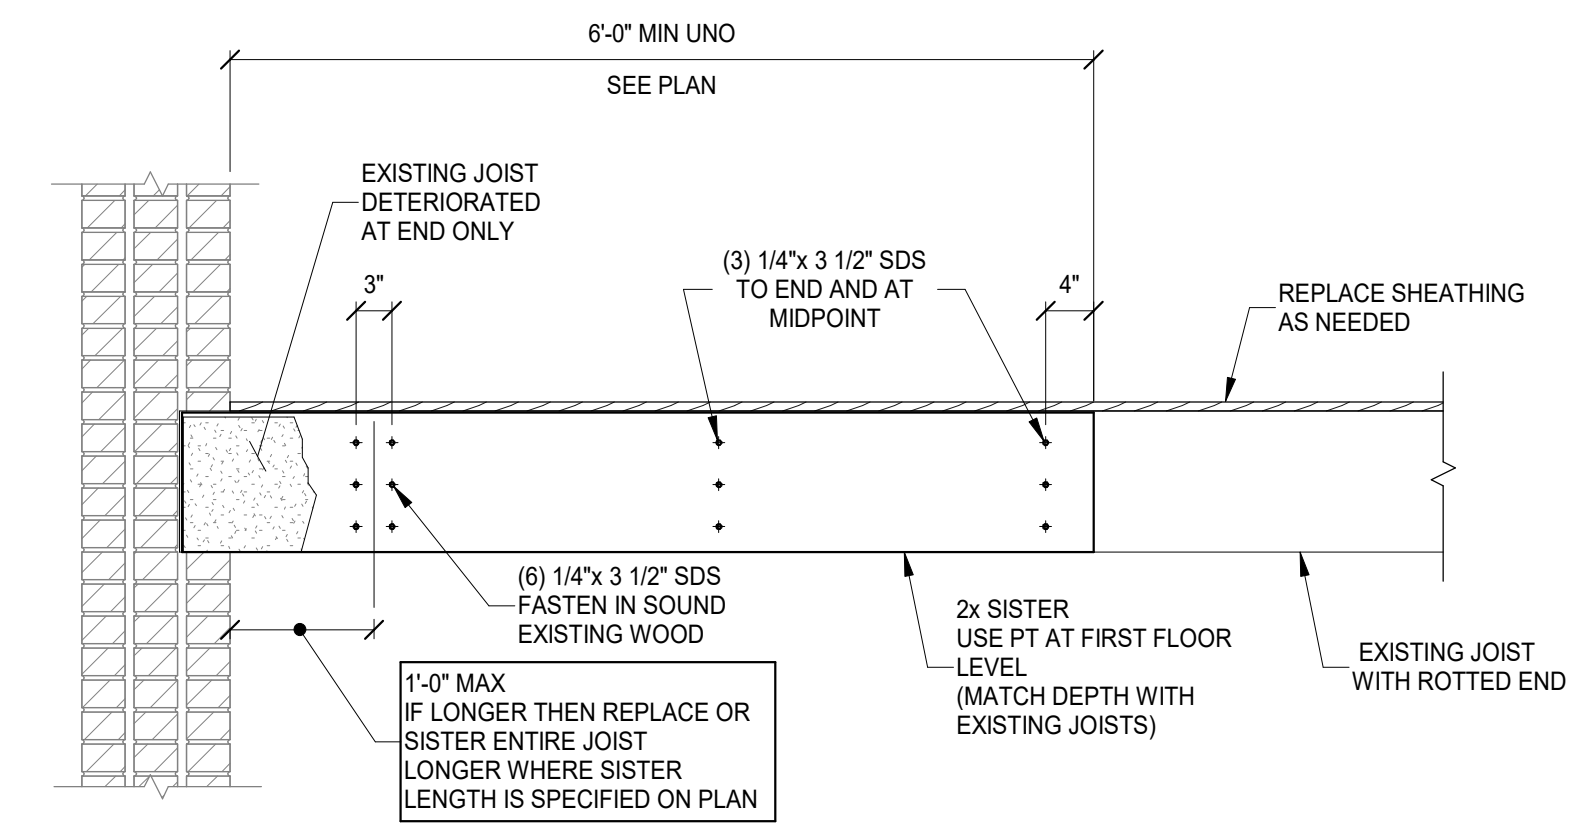 6'-0" MIN UNO
SEE PLAN
EXISTING JOIST
DETERIORATED
AT END ONLY
3"
(3) 1/4"x 3 1/2" SDS
TO END AND AT
MIDPOINT
4"
REPLACE SHEATHING
AS NEEDED
(6) 1/4"x 3 1/2" SDS
FASTEN IN SOUND
EXISTING WOOD
2x SISTER
USE PT AT FIRST FLOOR
LEVEL
(MATCH DEPTH WITH
EXISTING JOISTS)
EXISTING JOIST
WITH ROTTED END
1'-0" MAX
IF LONGER THEN REPLACE OR
SISTER ENTIRE JOIST
LONGER WHERE SISTER
LENGTH IS SPECIFIED ON PLAN